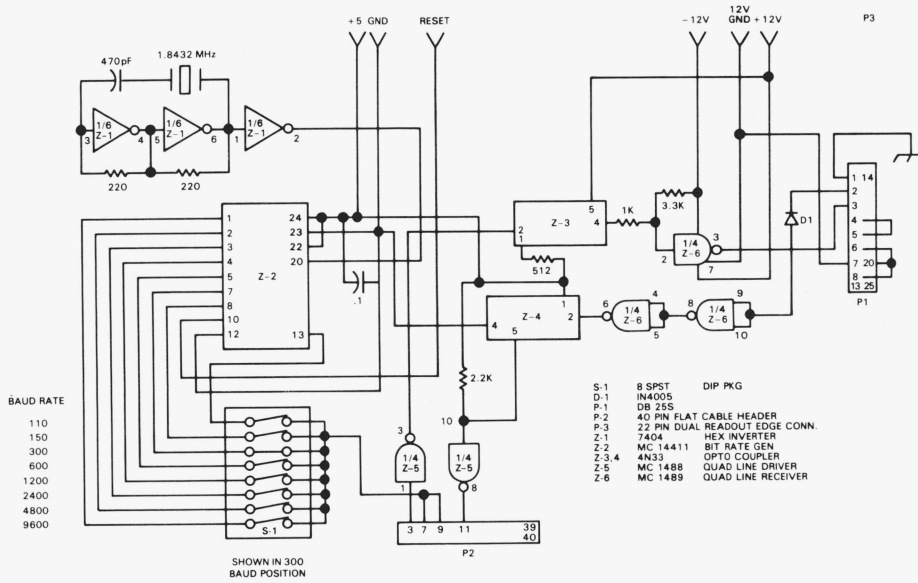 +5 GND RESET
-12V 12V GND +12V P3
470pF 1.8432 MHz
1/6 Z-1 1/6 Z-1 1/6 Z-1
3 4 5 6 1 2
220 220
1 24
2 23
3 22
4 20
5
7
8
10
12 13
Z-2
.1
5
2 Z-3 4
1
1K
3.3K
512
1/4 Z-6
2 3 7
D1
1 14
2
3
4
5
6
7 20
8
13 25
P1
1
4 Z-4 2
5
6 1/4 Z-6 4 5
8 1/4 Z-6 9 10
2.2K
10
3
1/4 Z-5
1
1/4 Z-5
8
3 7 9 11 39
40
P2
BAUD RATE
110
150
300
600
1200
2400
4800
9600
S-1
SHOWN IN 300
BAUD POSITION
S-1 8 SPST DIP PKG
D-1 IN4005
P-1 DB 25S
P-2 40 PIN FLAT CABLE HEADER
P-3 22 PIN DUAL READOUT EDGE CONN.
Z-1 7404 HEX INVERTER
Z-2 MC 14411 BIT RATE GEN
Z-3,4 4N33 OPTO COUPLER
Z-5 MC 1488 QUAD LINE DRIVER
Z-6 MC 1489 QUAD LINE RECEIVER